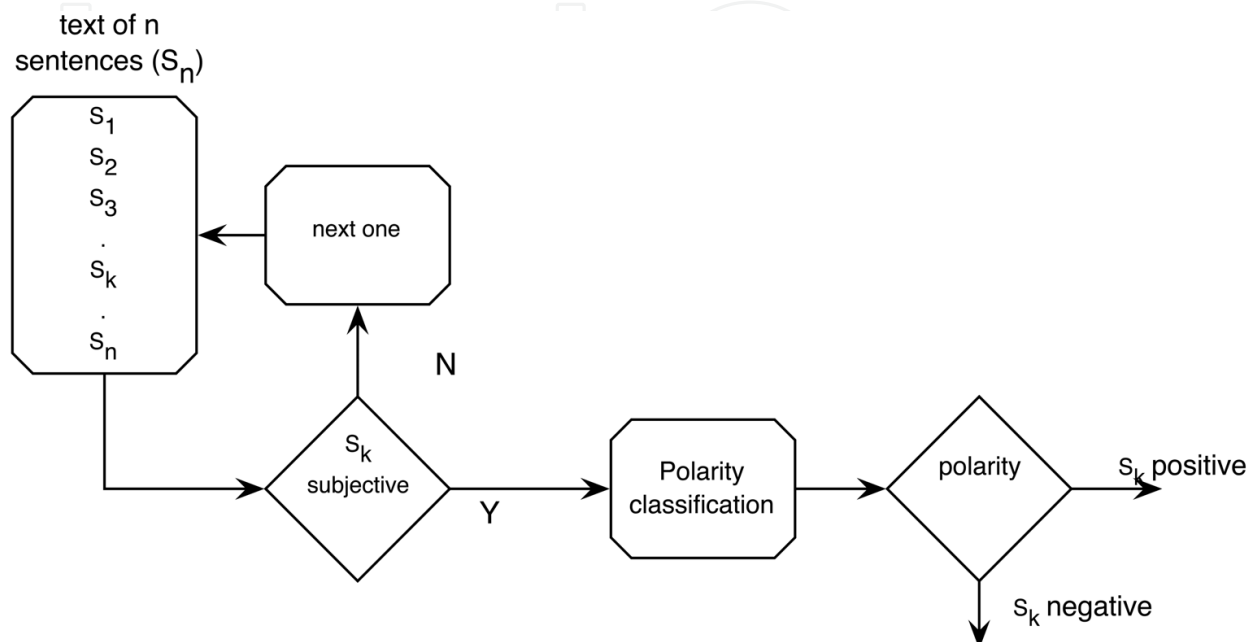 text of n
sentences (Sn)
S1
S2
S3
.
Sk
.
Sn
next one
N
Sk
subjective
Y
Polarity
classification
polarity
Sk positive
Sk negative